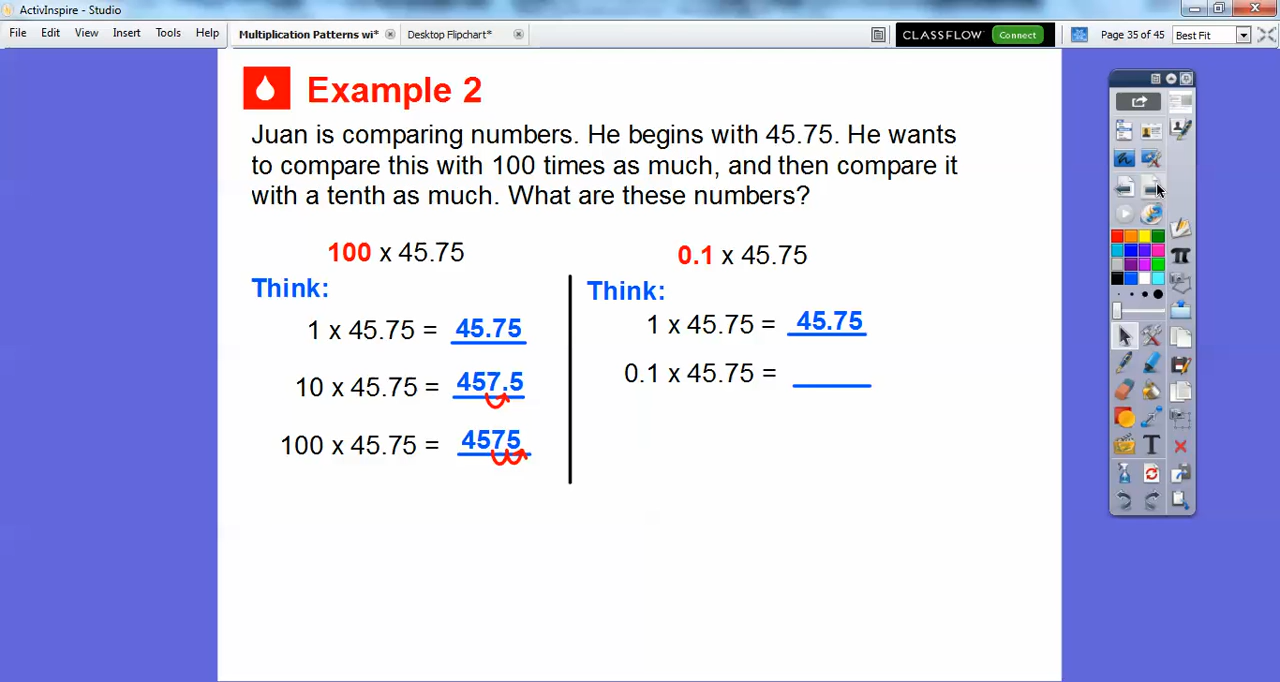 ActivInspire - Studio
File Edit View Insert Tools Help
Multiplication Patterns wi* Desktop Flipchart* CLASSFLOW Connect Page 35 of 45 Best Fit
Example 2
Juan is comparing numbers. He begins with 45.75. He wants
to compare this with 100 times as much, and then compare it
with a tenth as much. What are these numbers?
100 x 45.75
Think:
1 x 45.75 = 45.75
10 x 45.75 = 457.5
100 x 45.75 = 4575
0.1 x 45.75
Think:
1 x 45.75 = 45.75
0.1 x 45.75 =